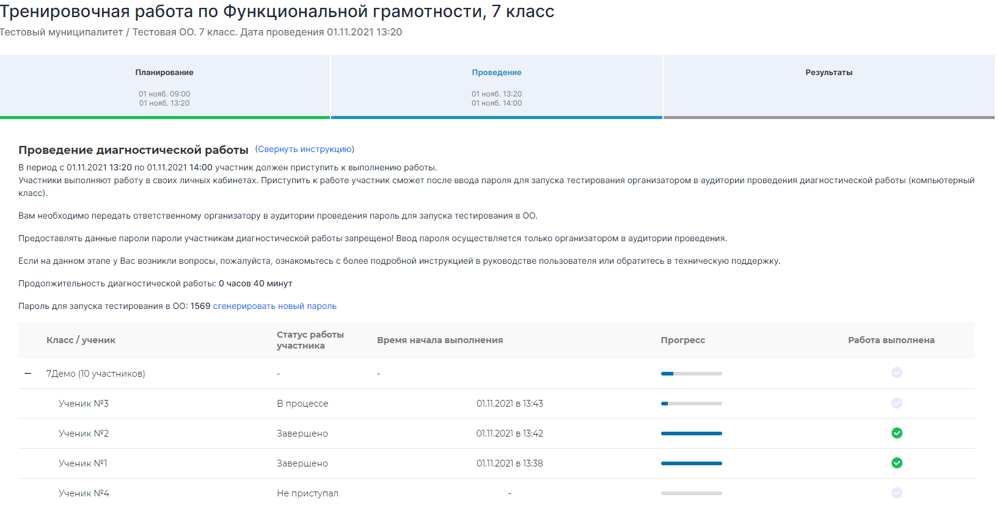 Тренировочная работа по Функциональной грамотности, 7 класс
Тестовый муниципалитет / Тестовая ОО. 7 класс. Дата проведения 01.11.2021 13:20
Планирование
01 нояб. 09:00
01 нояб. 13:20
Проведение
01 нояб. 13:20
01 нояб. 14:00
Результаты
Проведение диагностической работы (Свернуть инструкцию)
В период с 01.11.2021 13:20 по 01.11.2021 14:00 участник должен приступить к выполнению работы.
Участники выполняют работу в своих личных кабинетах. Приступить к работе участник сможет после ввода пароля для запуска тестирования организатором в аудитории проведения диагностической работы (компьютерный
класс).
Вам необходимо передать ответственному организатору в аудитории проведения пароль для запуска тестирования в ОО.
Предоставлять данные пароли пароли участникам диагностической работы запрещено! Ввод пароля осуществляется только организатором в аудитории проведения.
Если на данном этапе у Вас возникли вопросы, пожалуйста, ознакомьтесь с более подробной инструкцией в руководстве пользователя или обратитесь в техническую поддержку.
Продолжительность диагностической работы: 0 часов 40 минут
Пароль для запуска тестирования в ОО: 1569 сгенерировать новый пароль
Класс / ученик Статус работы участника Время начала выполнения Прогресс Работа выполнена
7Демо (10 участников) - -
Ученик №3 В процессе 01.11.2021 в 13:43
Ученик №2 Завершено 01.11.2021 в 13:42
Ученик №1 Завершено 01.11.2021 в 13:38
Ученик №4 Не приступал -